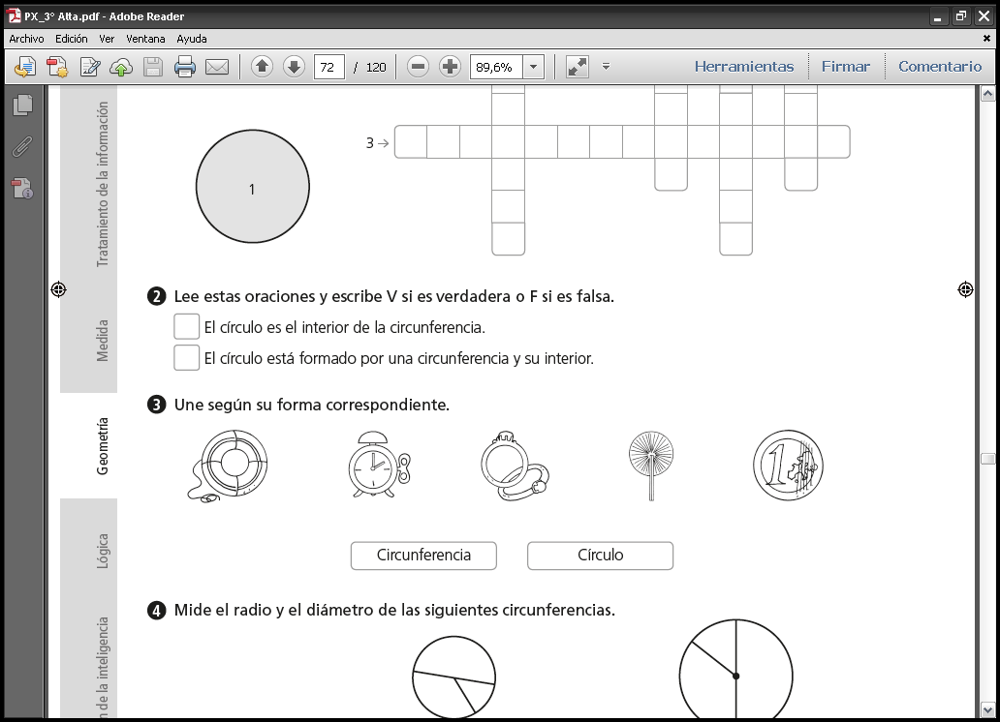 PX_3º Alta.pdf - Adobe Reader
Archivo Edición Ver Ventana Ayuda
72 / 120 89,6% Herramientas Firmar Comentario
Tratamiento de la información
Medida
Geometría
Lógica
n de la inteligencia
3 →
1
2 Lee estas oraciones y escribe V si es verdadera o F si es falsa.
El círculo es el interior de la circunferencia.
El círculo está formado por una circunferencia y su interior.
3 Une según su forma correspondiente.
1
Circunferencia Círculo
4 Mide el radio y el diámetro de las siguientes circunferencias.